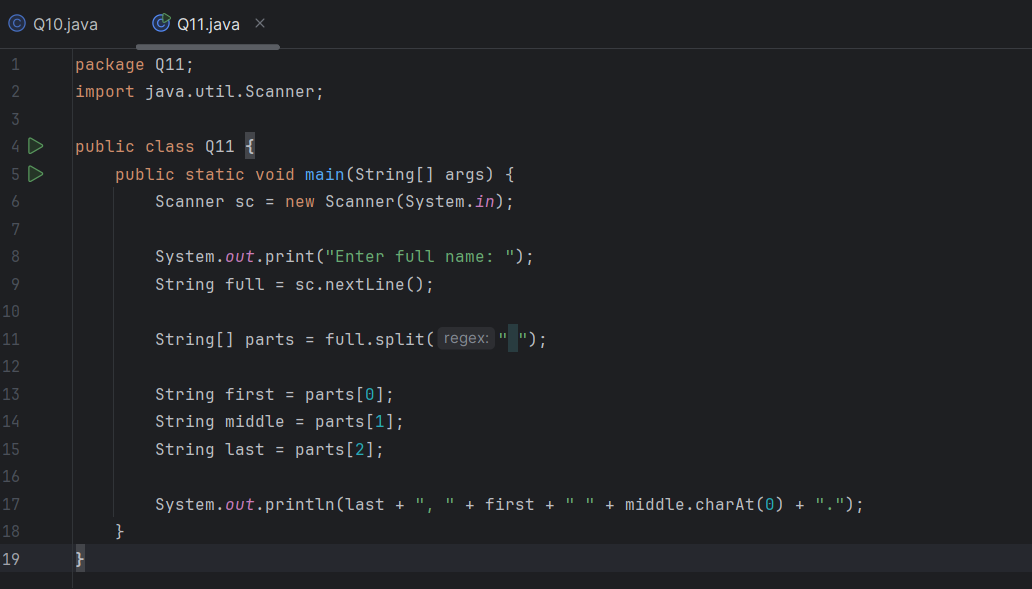 Q10.java Q11.java
1 package Q11;
2 import java.util.Scanner;
3
4 public class Q11 {
5 public static void main(String[] args) {
6 Scanner sc = new Scanner(System.in);
7
8 System.out.print("Enter full name: ");
9 String full = sc.nextLine();
10
11 String[] parts = full.split( regex: " ");
12
13 String first = parts[0];
14 String middle = parts[1];
15 String last = parts[2];
16
17 System.out.println(last + ", " + first + " " + middle.charAt(0) + ".");
18 }
19 }